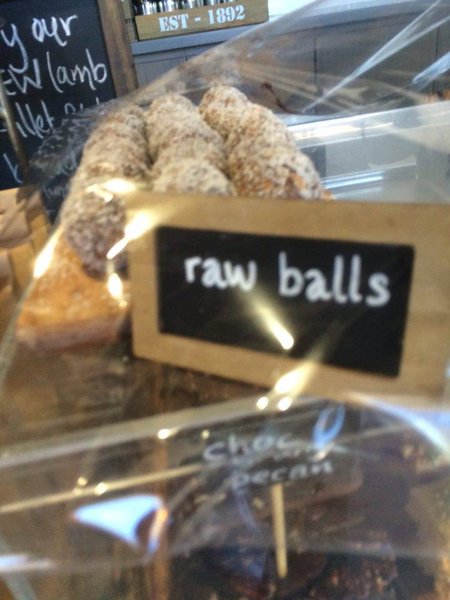 EST - 1892
y our
EW lamb
raw balls
choc
pecan